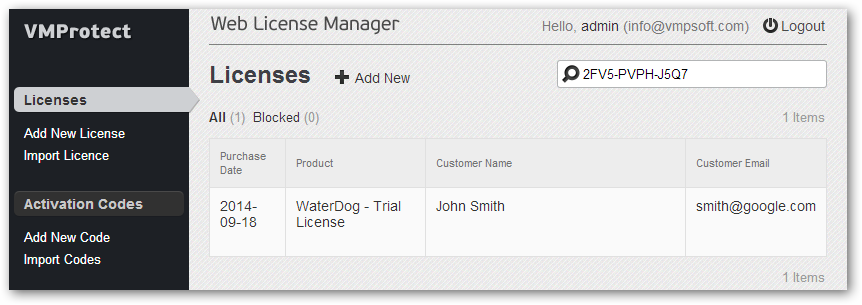 VMProtect
Web License Manager
Hello, admin (info@vmpsoft.com) Logout
Licenses
Add New License
Import Licence
Activation Codes
Add New Code
Import Codes
Licenses Add New
2FV5-PVPH-J5Q7
All (1) Blocked (0)
1 Items
Purchase
Date
Product
Customer Name
Customer Email
2014-
09-18
WaterDog - Trial
License
John Smith
smith@google.com
1 Items